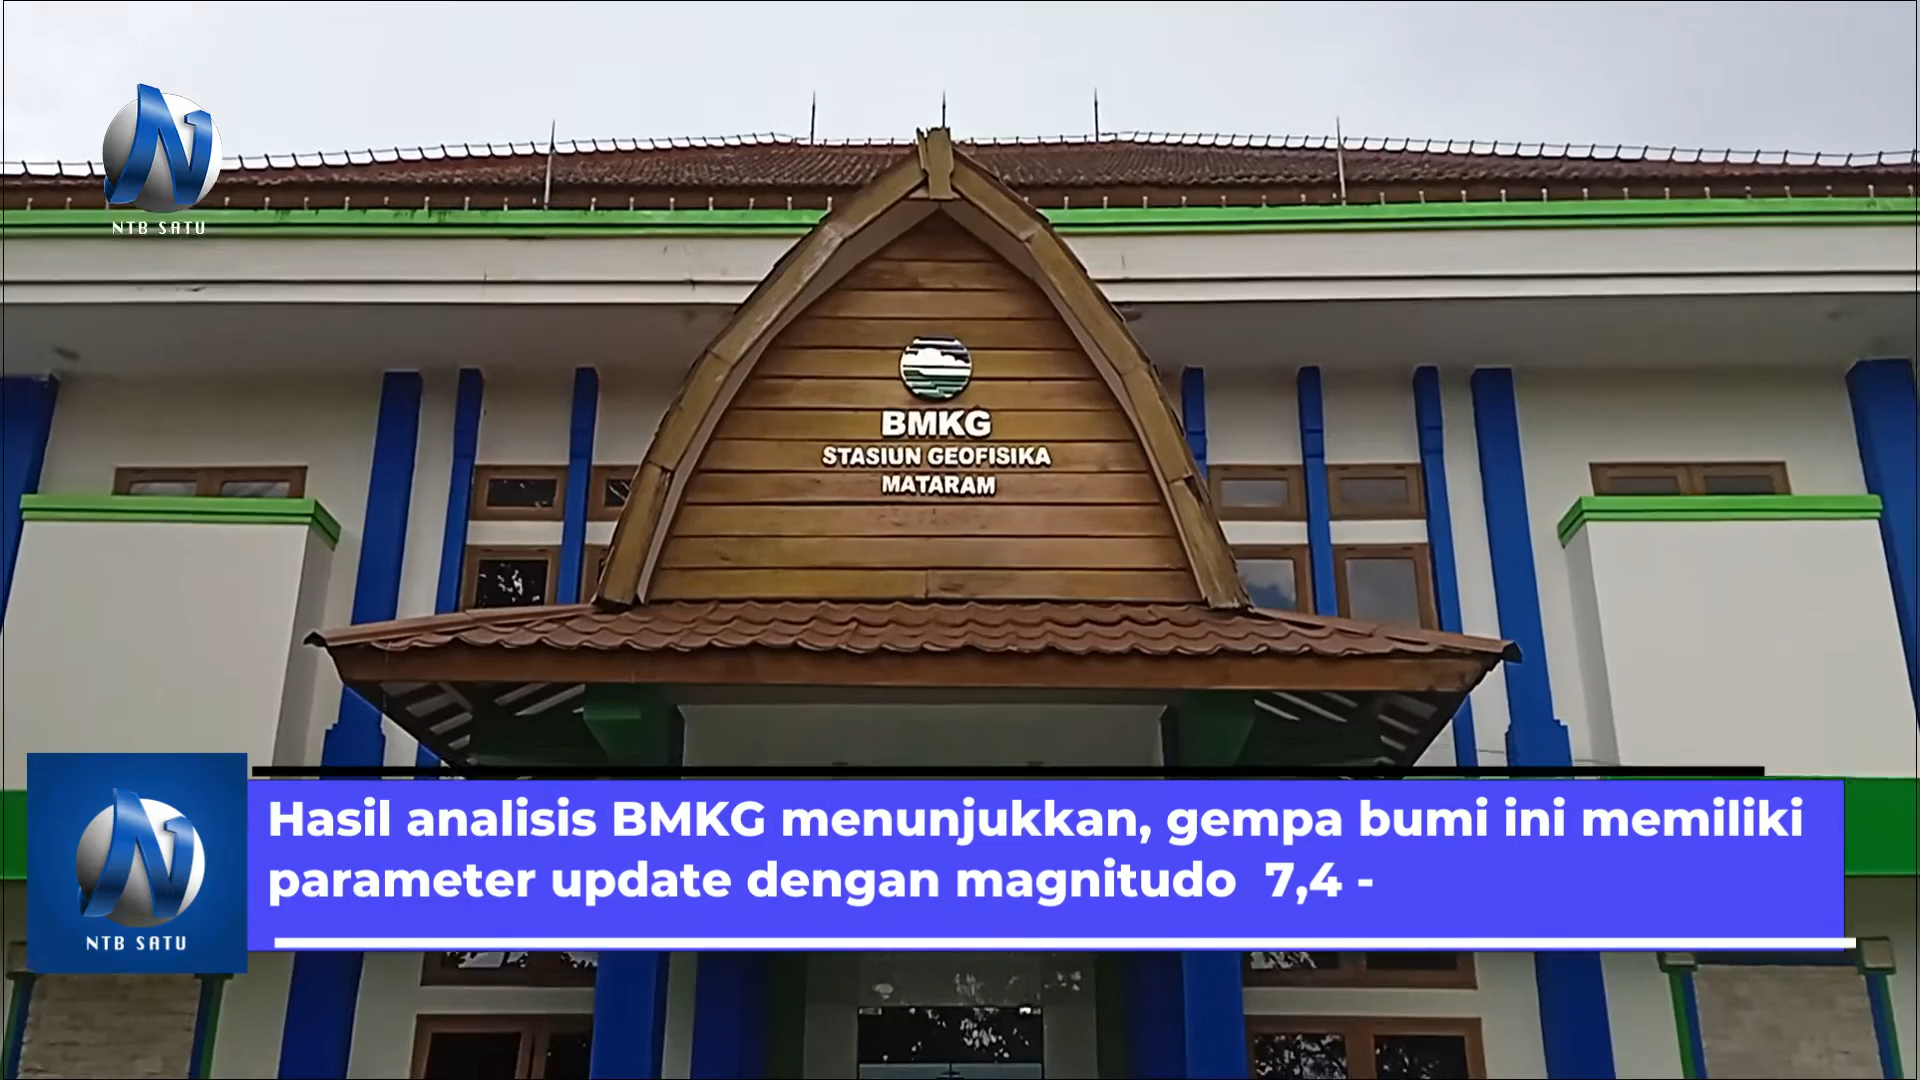 NTB SATU
BMKG
STASIUN GEOFISIKA
MATARAM
Hasil analisis BMKG menunjukkan, gempa bumi ini memiliki
parameter update dengan magnitudo 7,4 -
NTB SATU